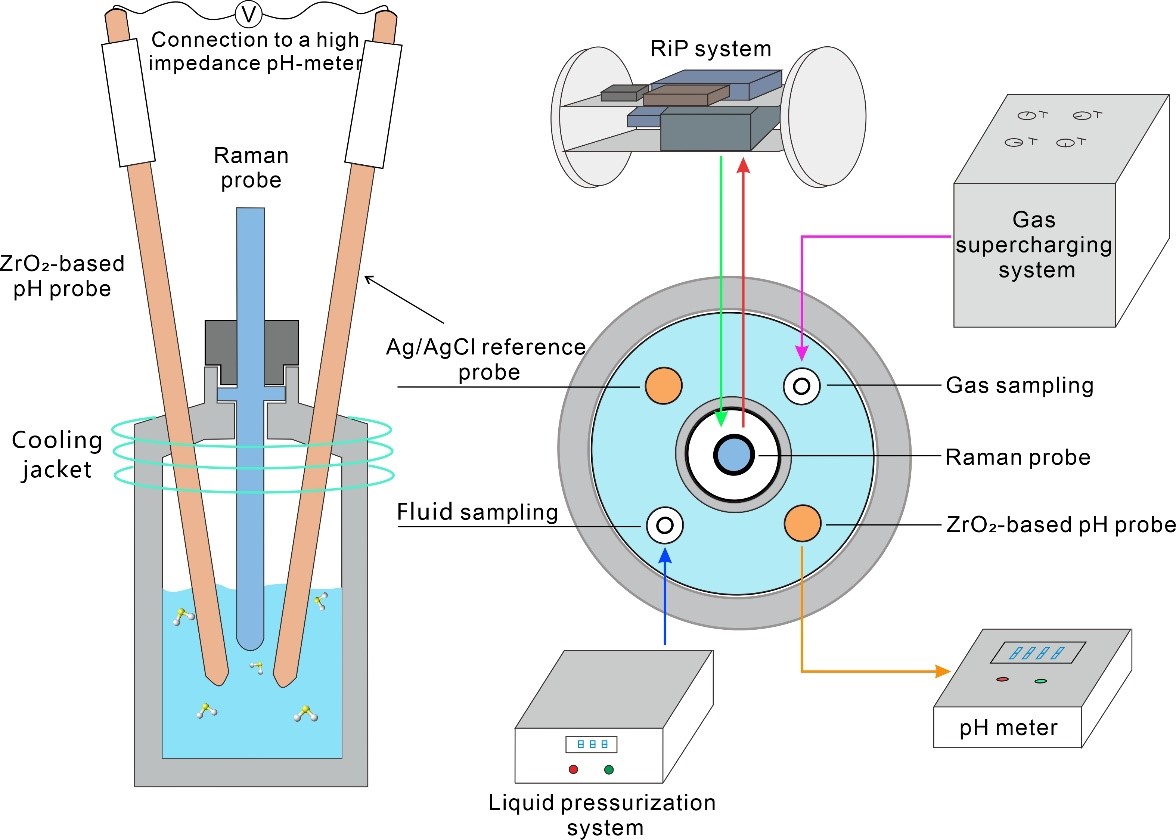 V
Connection to a high
impedance pH-meter
Raman
probe
ZrO₂-based
pH probe
Ag/AgCl reference
probe
Cooling
jacket
Fluid sampling
RiP system
T T
T T
Gas
supercharging
system
Gas sampling
Raman probe
ZrO₂-based pH probe
8888
pH meter
888
Liquid pressurization
system